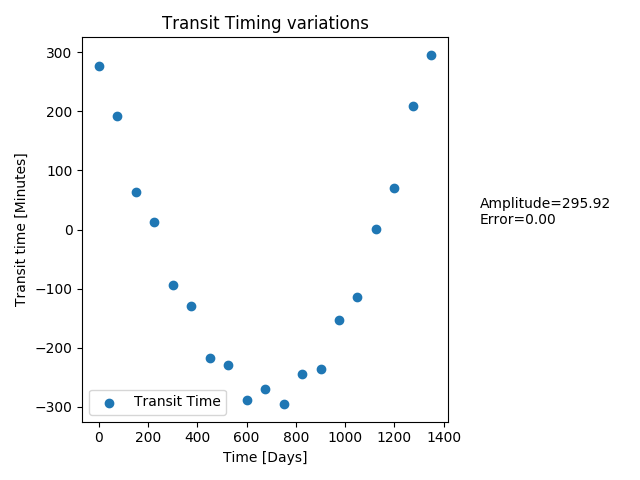 Transit Timing variations
Transit time [Minutes]
300
200
100
0
−100
−200
−300
Amplitude=295.92
Error=0.00
Transit Time
0 200 400 600 800 1000 1200 1400
Time [Days]